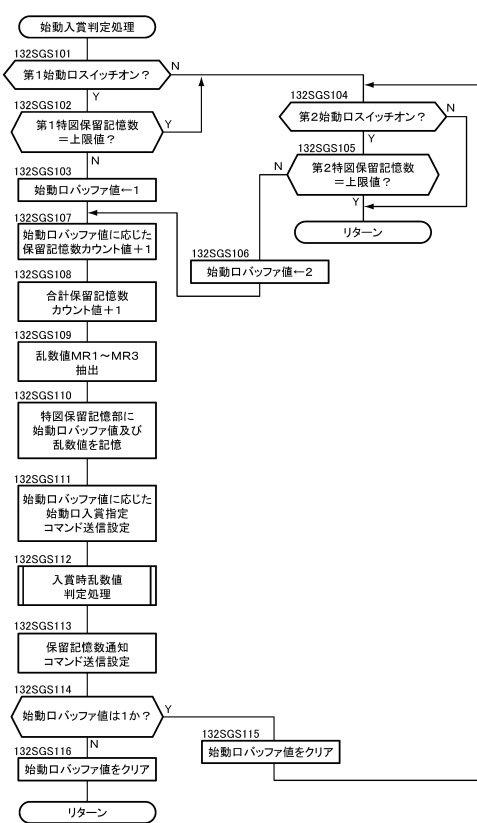 始動入賞判定処理
132SGS101
第1始動口スイッチオン?
N
Y
132SGS102
第1特図保留記憶数
=上限値?
Y
N
132SGS103
始動口バッファ値←1
132SGS104
第2始動口スイッチオン?
N
Y
132SGS105
第2特図保留記憶数
=上限値?
N
Y
リターン
132SGS106
始動口バッファ値←2
132SGS107
始動口バッファ値に応じた
保留記憶数カウント値+1
132SGS108
合計保留記憶数
カウント値+1
132SGS109
乱数値MR1~MR3
抽出
132SGS110
特図保留記憶部に
始動口バッファ値及び
乱数値を記憶
132SGS111
始動口バッファ値に応じた
始動口入賞指定
コマンド送信設定
132SGS112
入賞時乱数値
判定処理
132SGS113
保留記憶数通知
コマンド送信設定
132SGS114
始動口バッファ値は1か?
Y
N
132SGS115
始動口バッファ値をクリア
132SGS116
始動口バッファ値をクリア
リターン